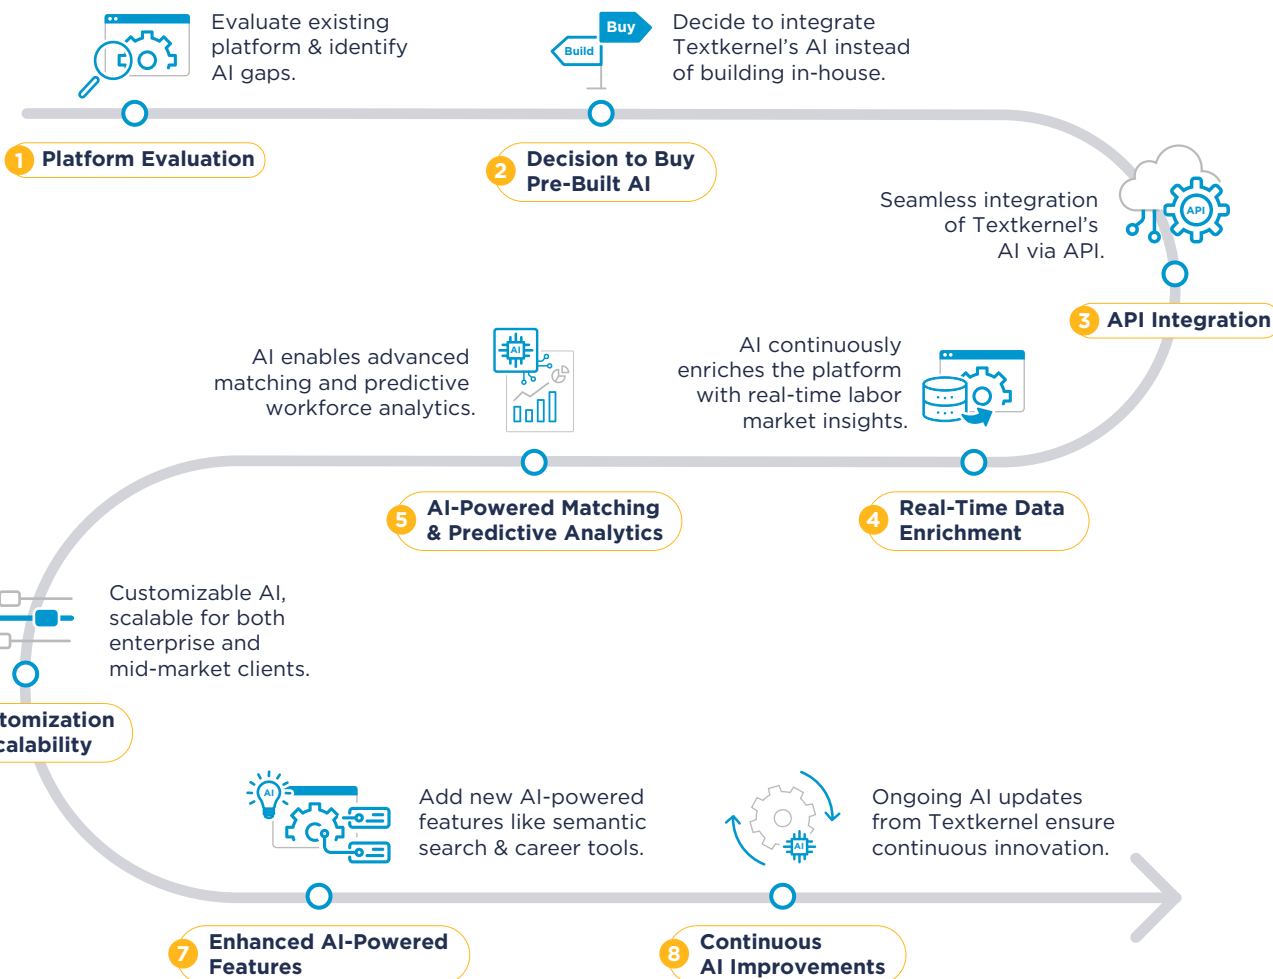 Evaluate existing
platform & identify
AI gaps.
1 Platform Evaluation
Build
Buy
Decide to integrate
Textkernel's AI instead
of building in-house.
2 Decision to Buy
Pre-Built AI
Seamless integration
of Textkernel's
AI via API.
API
3 API Integration
AI continuously
enriches the platform
with real-time labor
market insights.
4 Real-Time Data
Enrichment
AI enables advanced
matching and predictive
workforce analytics.
AI
5 AI-Powered Matching
& Predictive Analytics
Customizable AI,
scalable for both
enterprise and
mid-market clients.
tomization
calability
AI
Add new AI-powered
features like semantic
search & career tools.
7 Enhanced AI-Powered
Features
AI
Ongoing AI updates
from Textkernel ensure
continuous innovation.
8 Continuous
AI Improvements